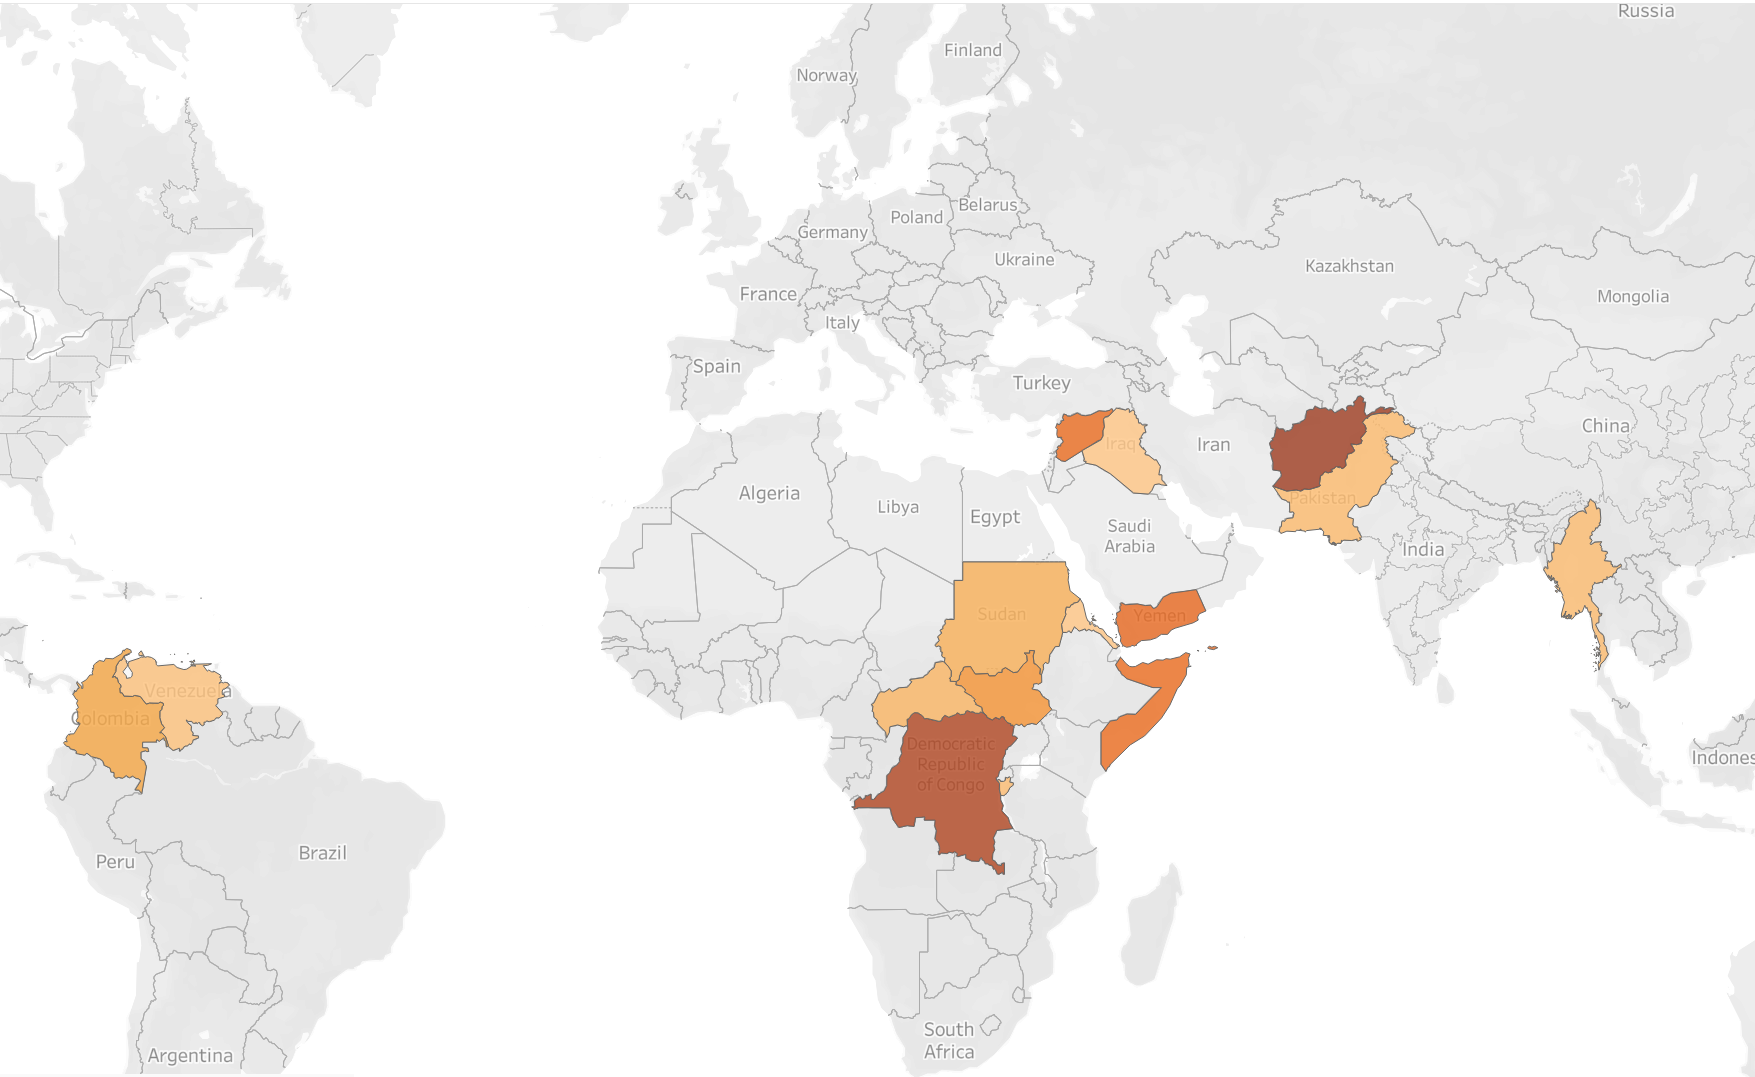 Russia
Finland
Norway
Belarus
Poland
Germany
Ukraine
Kazakhstan
France
Mongolia
Italy
Spain
Turkey
China
Iraq
Iran
Algeria
Pakistan
Libya
Egypt
Saudi
Arabia
India
Sudan
Yemen
Venezuela
Colombia
Democratic
Republic
of Congo
Indones
Brazil
Peru
South
Africa
Argentina